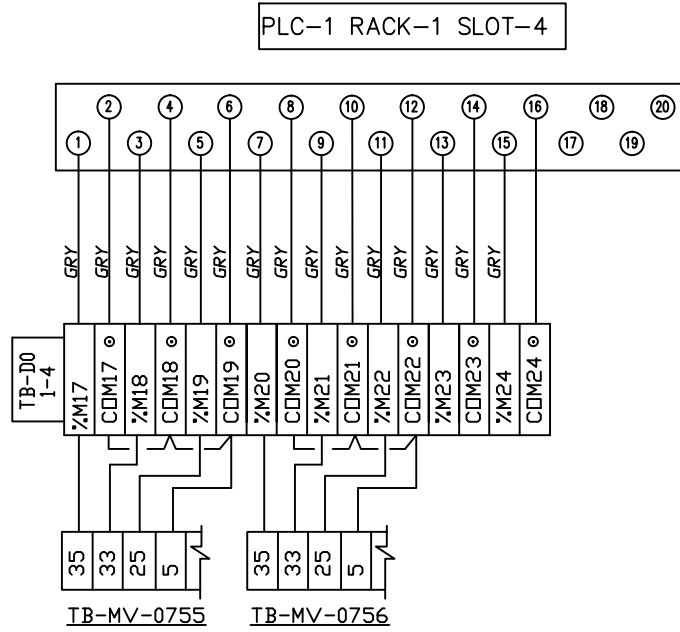 PLC-1 RACK-1 SLOT-4
2 4 6 8 10 12 14 16 18 20
1 3 5 7 9 11 13 15 17 19
GRY GRY GRY GRY GRY GRY GRY GRY GRY GRY GRY GRY GRY GRY GRY
TB-DO
1-4
%M17 COM17 %M18 COM18 %M19 COM19 %M20 COM20 %M21 COM21 %M22 COM22 %M23 COM23 %M24 COM24
35 33 25 5 35 33 25 5
TB-MV-0755 TB-MV-0756